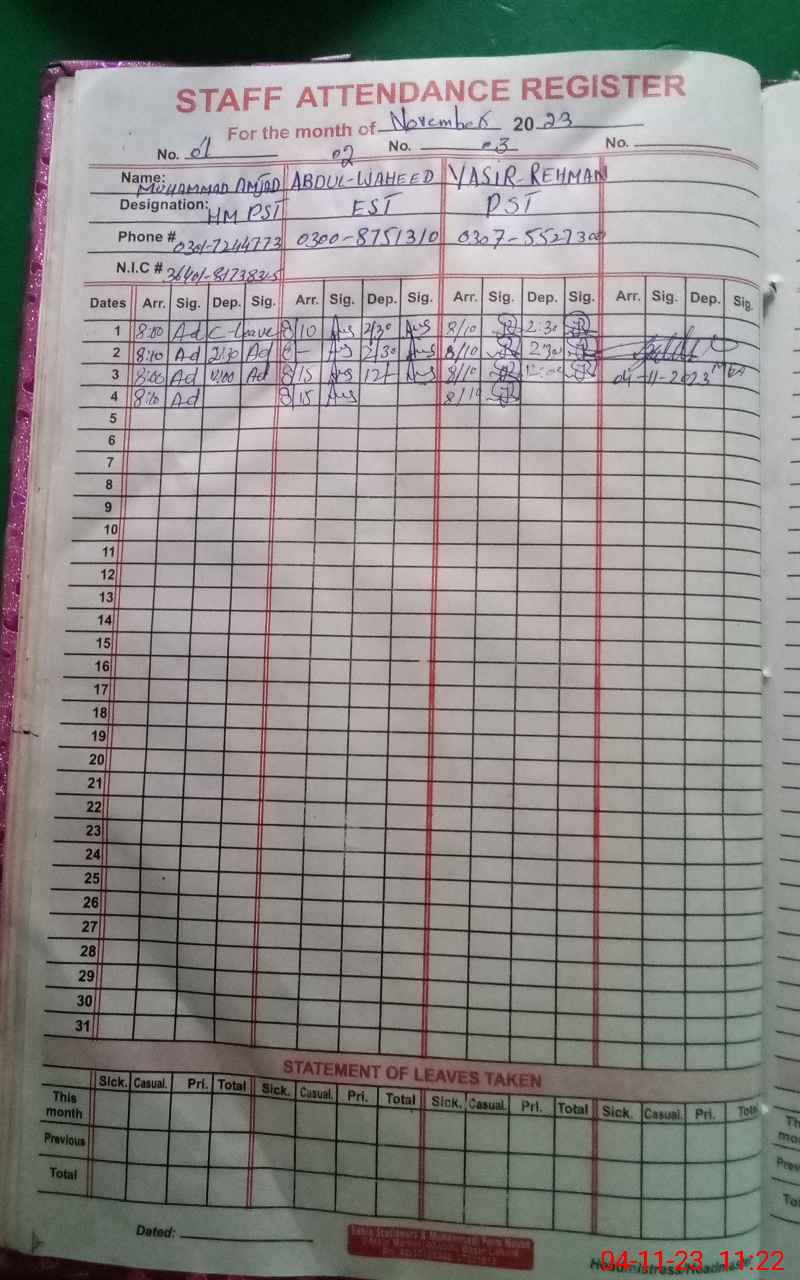 STAFF ATTENDANCE REGISTER
For the month of November 2023
No. 01 02 No. 03 No.
Name: MUHAMMAD AMJAD ABDUL-WAHEED YASIR-REHMAN
Designation: HM PST EST PST
Phone # 0301-7244773 0300-8751310 0307-552730
N.I.C #
Dates Arr. Sig. Dep. Sig. Arr. Sig. Dep. Sig. Arr. Sig. Dep. Sig. Arr. Sig. Dep. Sig.
1 8:00 Ad C-leave 8/10 2/30 8/10 2:30
2 8:10 Ad 2:30 Ad 8- 2/30 8/10 2:30
3 8:00 Ad 12:00 Ad 8/15 12/- 8/10 12:00 04-11-2023
4 8:10 Ad 8/15 8/10
5
6
7
8
9
10
11
12
13
14
15
16
17
18
19
20
21
22
23
24
25
26
27
28
29
30
31
STATEMENT OF LEAVES TAKEN
Sick. Casual. Pri. Total Sick. Casual. Pri. Total Sick. Casual. Pri. Total Sick. Casual. Pri. Total
This month
Previous
Total
Dated:
Headmistress/Headmaster
04-11-23 11:22